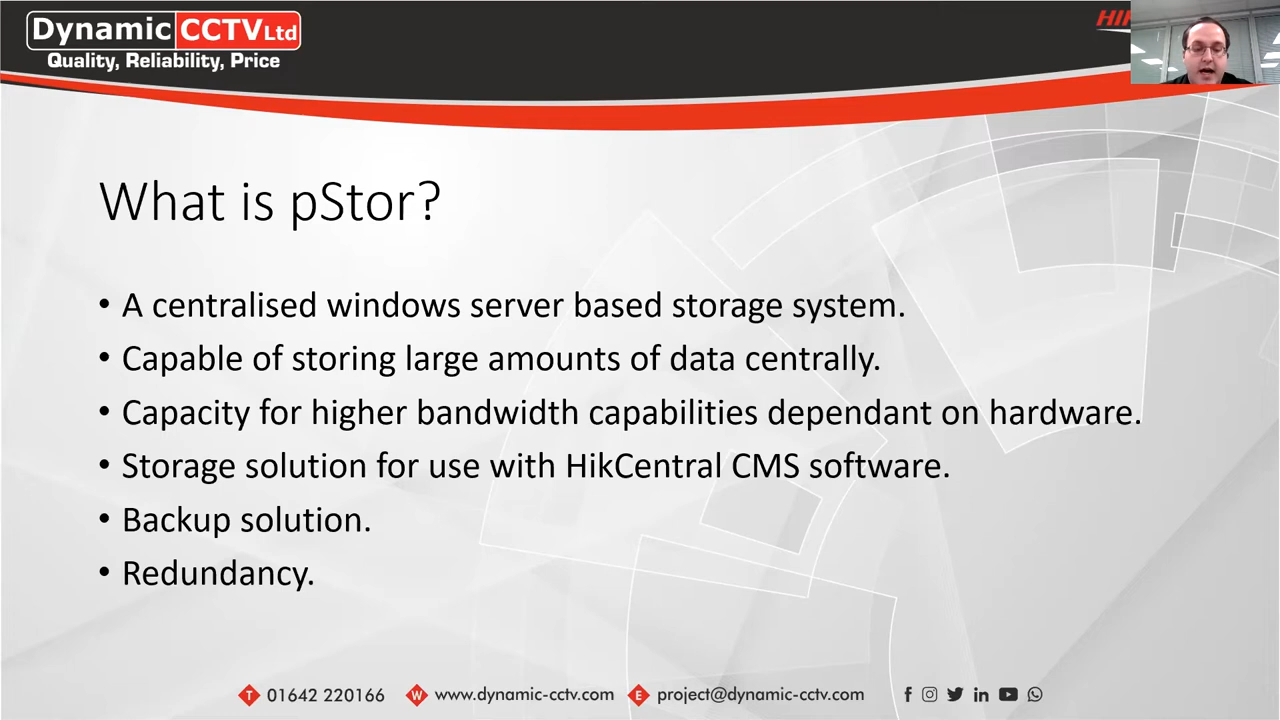 Dynamic CCTV Ltd
Quality, Reliability, Price
What is pStor?
• A centralised windows server based storage system.
• Capable of storing large amounts of data centrally.
• Capacity for higher bandwidth capabilities dependant on hardware.
• Storage solution for use with HikCentral CMS software.
• Backup solution.
• Redundancy.
T 01642 220166 W www.dynamic-cctv.com E project@dynamic-cctv.com